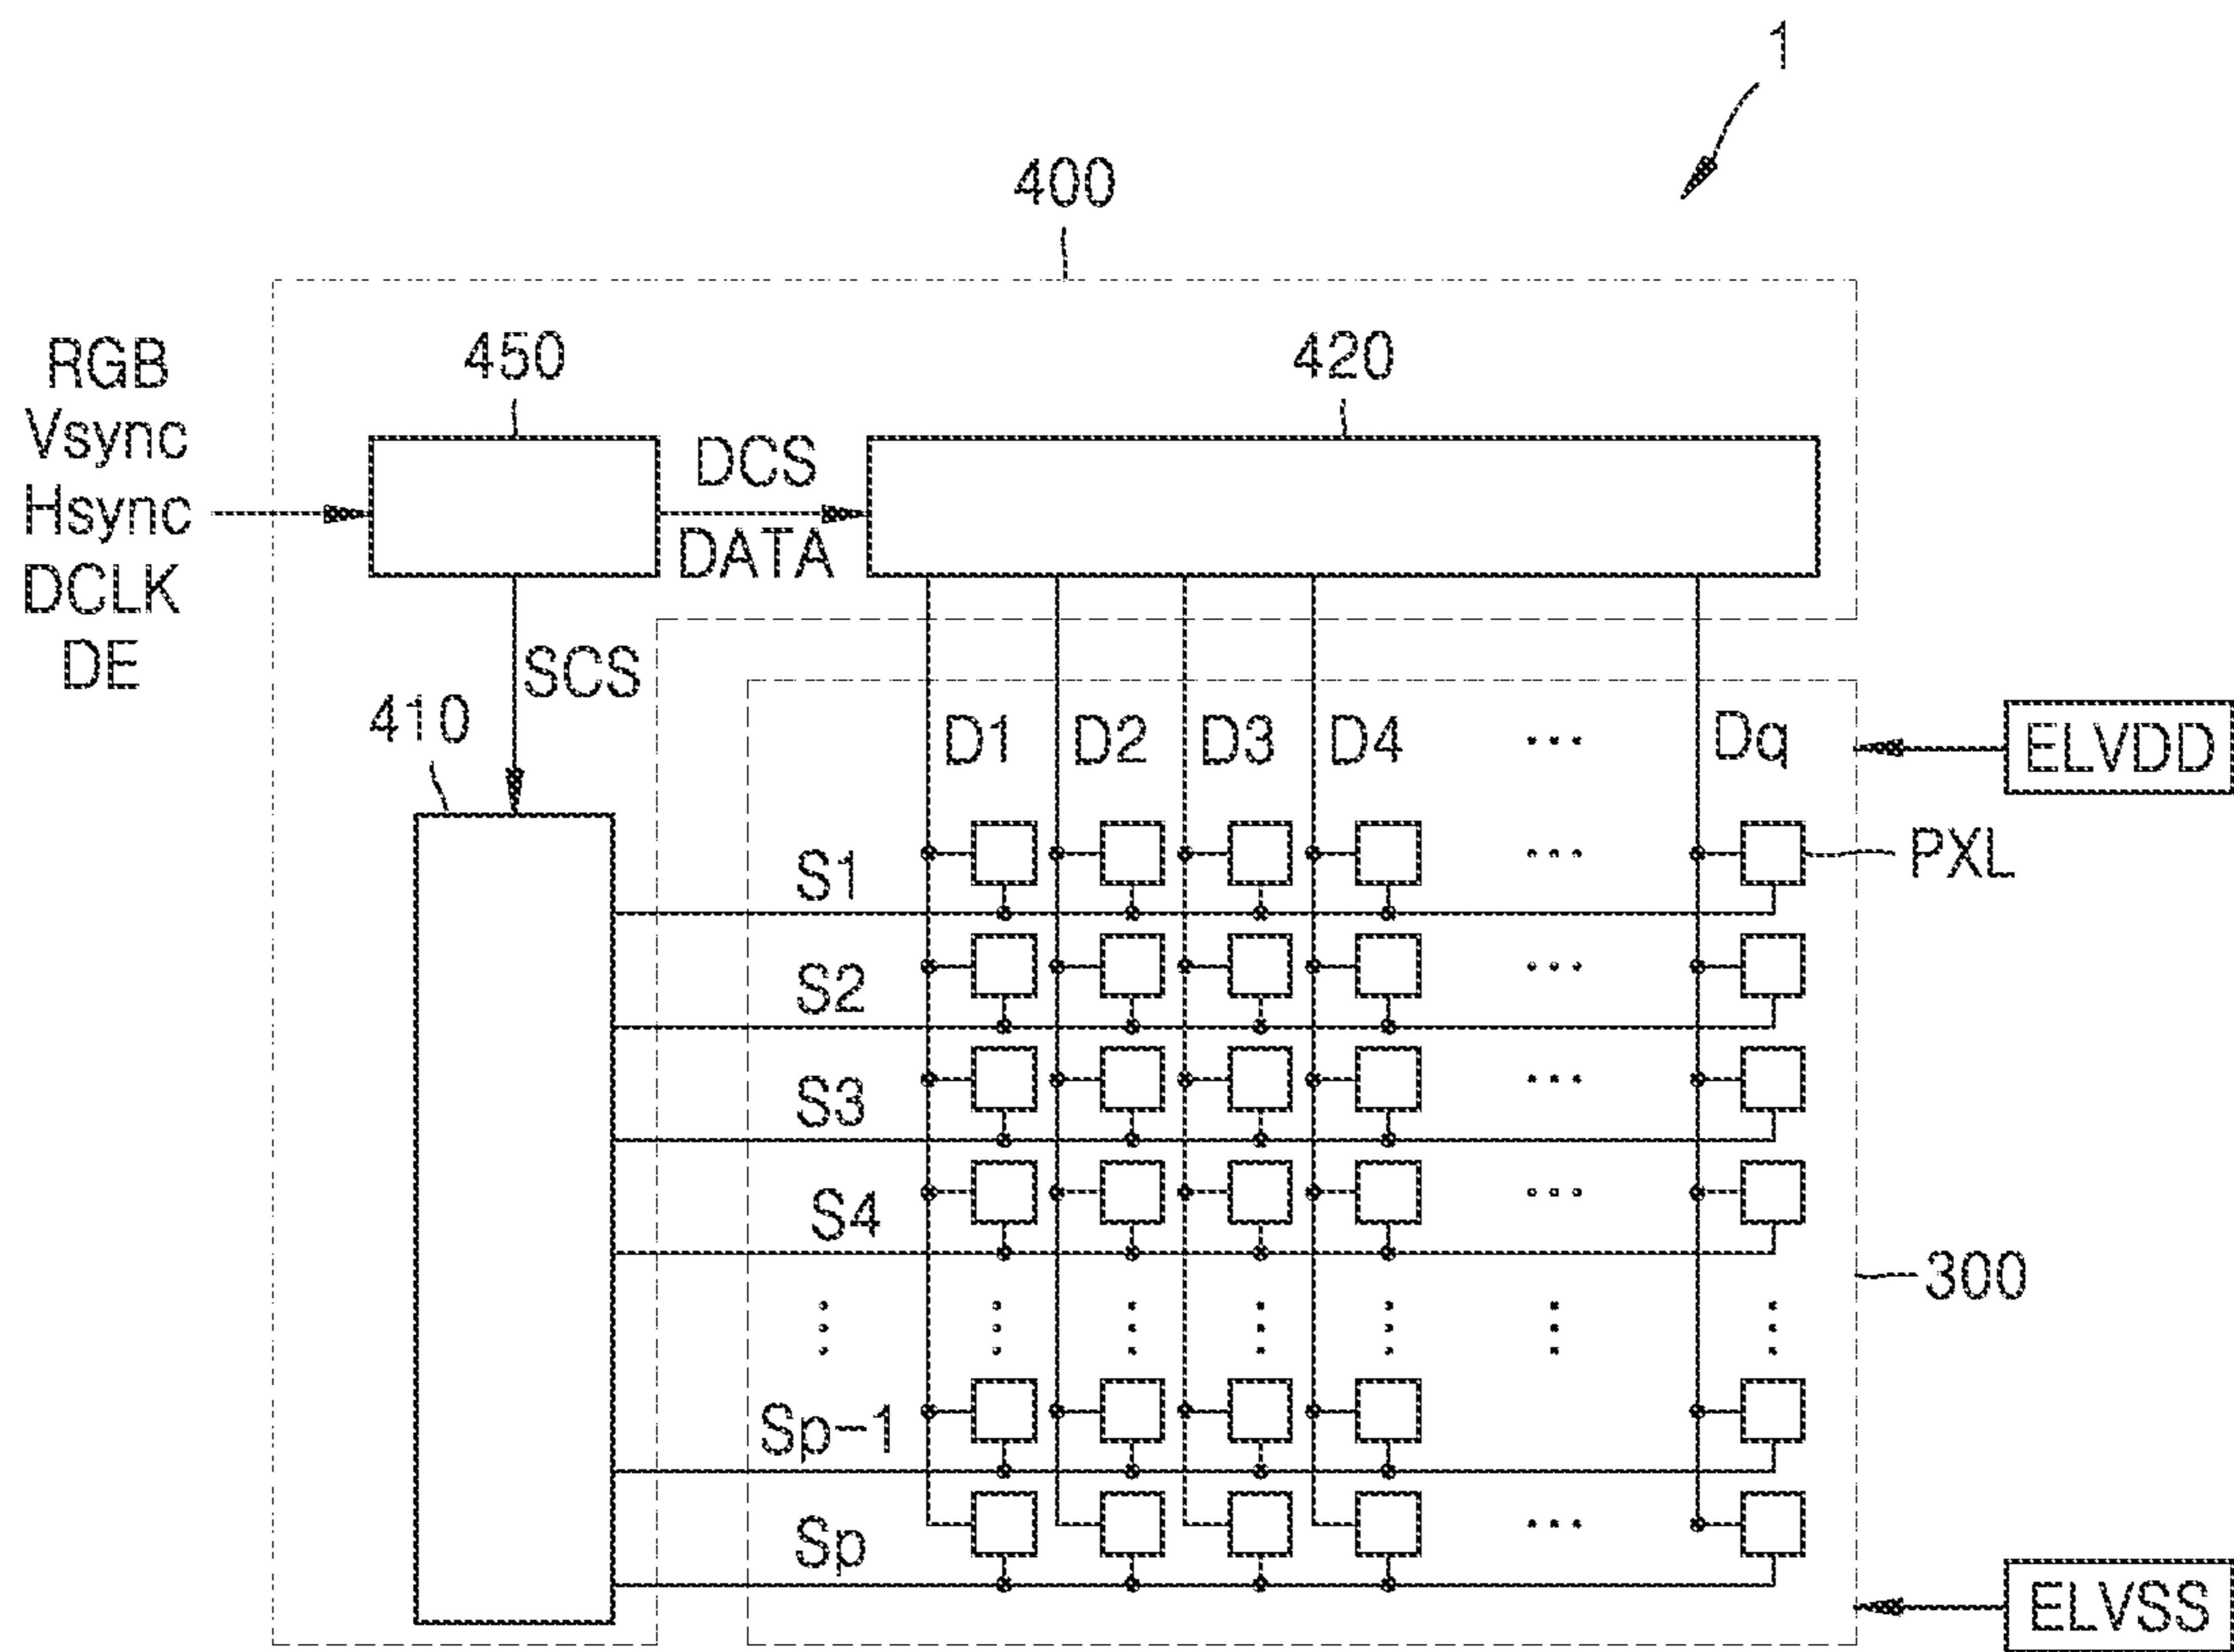 1
400
450
420
RGB
Vsync
Hsync
DCLK
DE
DCS
DATA
SCS
410
D1 D2 D3 D4 ... Dq
ELVDD
PXL
S1
S2
S3
S4
300
Sp-1
Sp
ELVSS